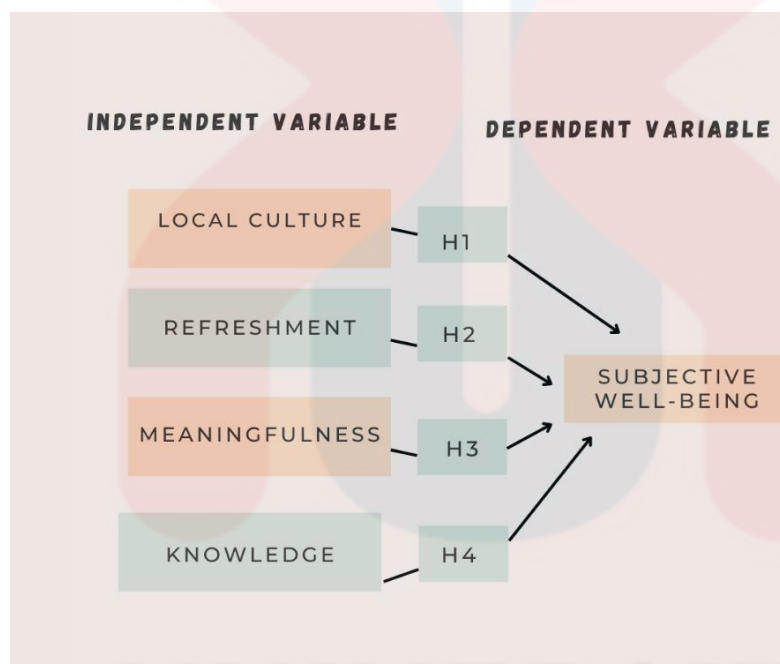 INDEPENDENT VARIABLE
DEPENDENT VARIABLE
LOCAL CULTURE
H1
REFRESHMENT
H2
SUBJECTIVE
WELL-BEING
MEANINGFULNESS
H3
KNOWLEDGE
H4